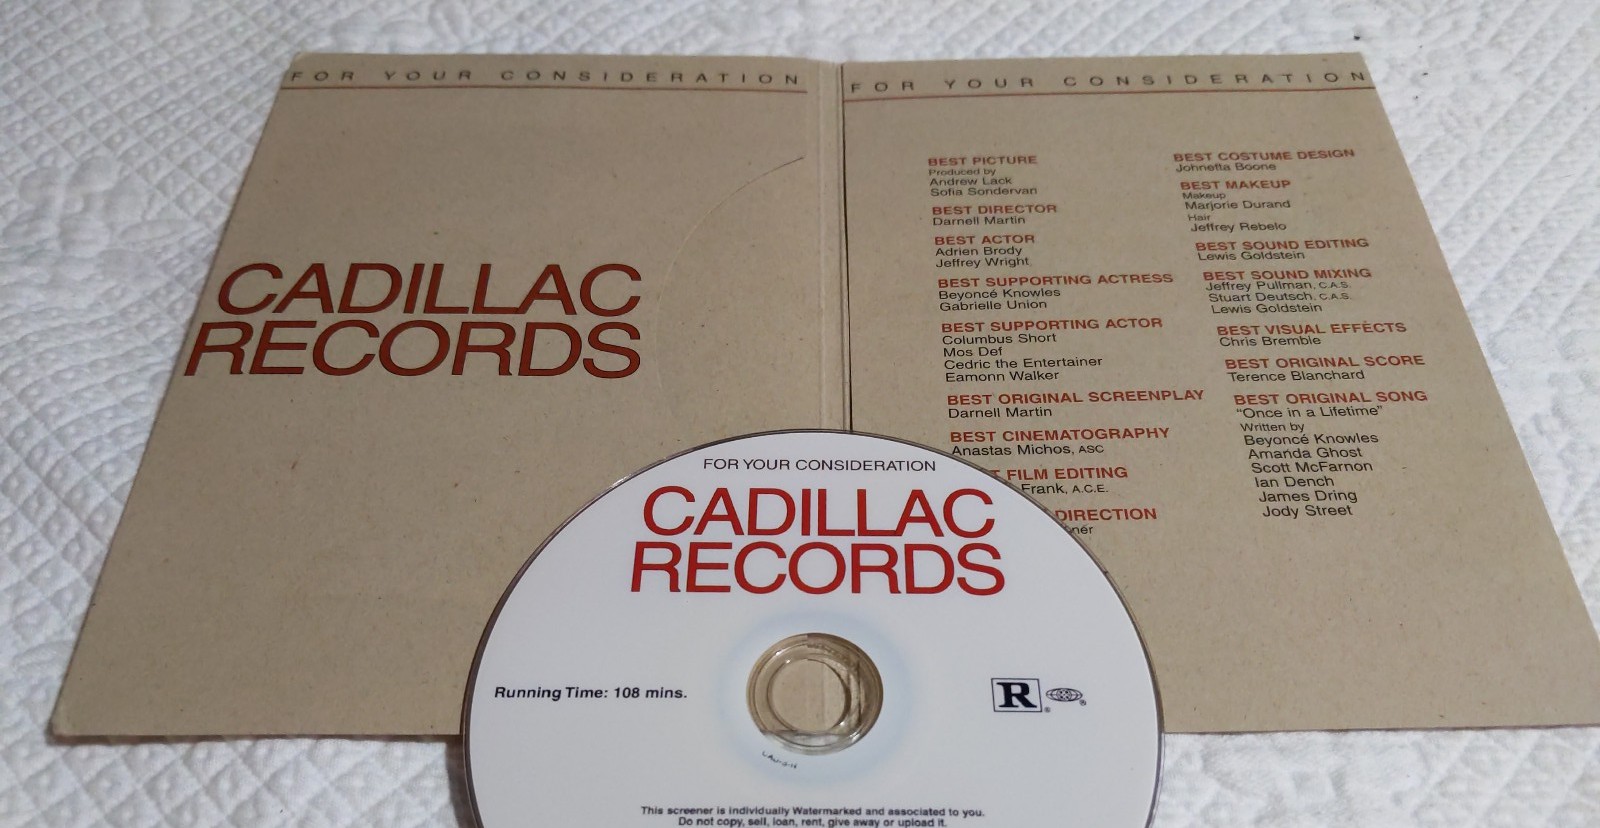 FOR YOUR CONSIDERATION
CADILLAC
RECORDS
FOR YOUR CONSIDERATION
BEST PICTURE
Produced by
Andrew Lack
Sofia Sondervan
BEST DIRECTOR
Darnell Martin
BEST ACTOR
Adrien Brody
Jeffrey Wright
BEST SUPPORTING ACTRESS
Beyoncé Knowles
Gabrielle Union
BEST SUPPORTING ACTOR
Columbus Short
Mos Def
Cedric the Entertainer
Eamonn Walker
BEST ORIGINAL SCREENPLAY
Darnell Martin
BEST CINEMATOGRAPHY
Anastas Michos, ASC
FILM EDITING
Frank, A.C.E.
DIRECTION
BEST COSTUME DESIGN
Johnetta Boone
BEST MAKEUP
Makeup
Marjorie Durand
Hair
Jeffrey Rebelo
BEST SOUND EDITING
Lewis Goldstein
BEST SOUND MIXING
Jeffrey Pullman, C.A.S.
Stuart Deutsch, C.A.S.
Lewis Goldstein
BEST VISUAL EFFECTS
Chris Bremble
BEST ORIGINAL SCORE
Terence Blanchard
BEST ORIGINAL SONG
“Once in a Lifetime”
Written by
Beyoncé Knowles
Amanda Ghost
Scott McFarnon
Ian Dench
James Dring
Jody Street
FOR YOUR CONSIDERATION
CADILLAC
RECORDS
Running Time: 108 mins.
R ®
®
This screener is individually Watermarked and associated to you.
Do not copy, sell, loan, rent, give away or upload it.